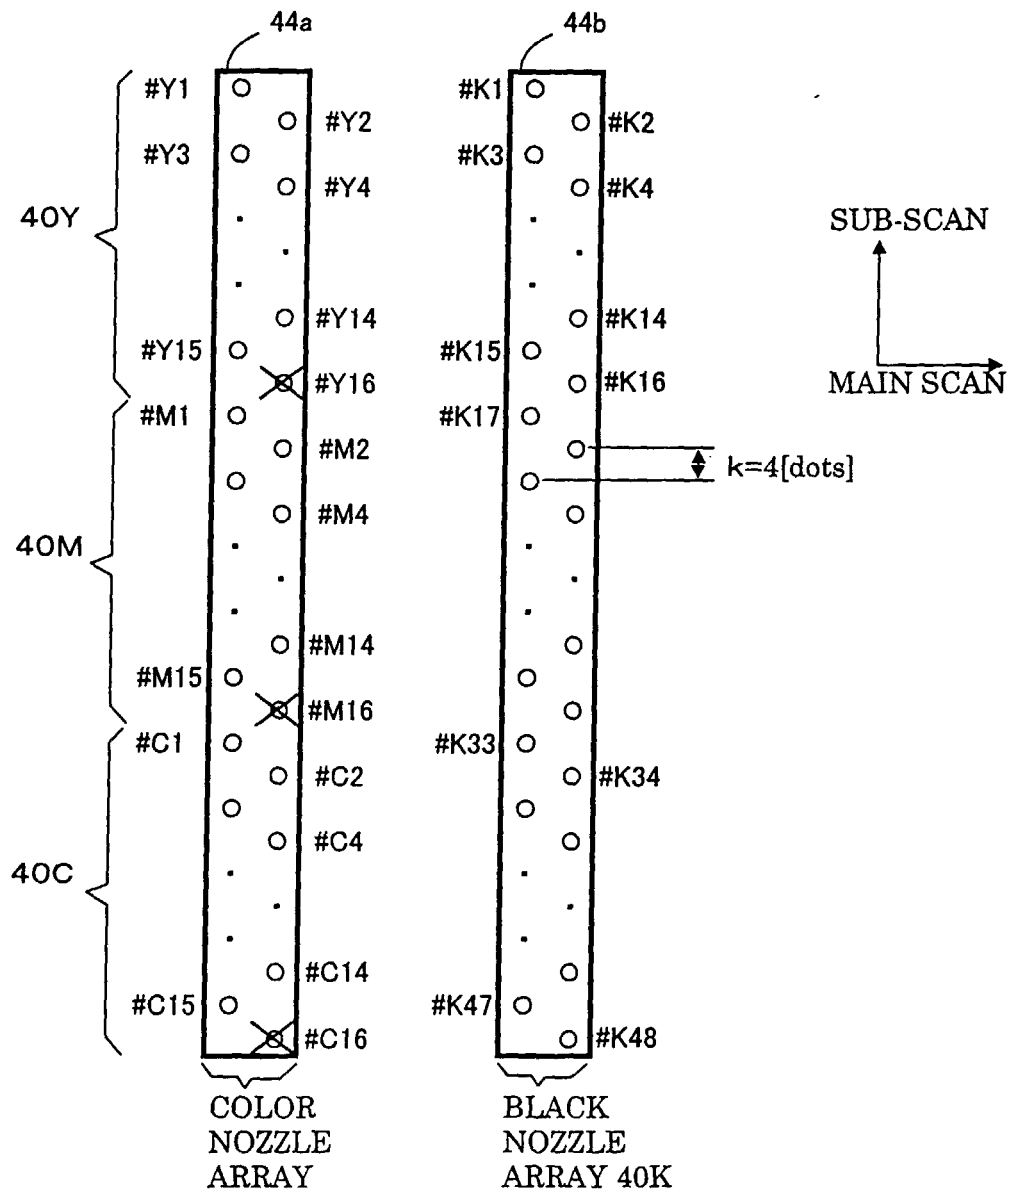 44a
44b
#Y1
#K1
#Y2
#K2
#Y3
#K3
#Y4
#K4
40Y
SUB-SCAN
#Y14
#K14
#Y15
#K15
#Y16
#K16
MAIN SCAN
#M1
#K17
#M2
k=4[dots]
#M4
40M
#M14
#M15
#M16
#C1
#K33
#C2
#K34
#C4
40C
#C14
#C15
#K47
#C16
#K48
COLOR
NOZZLE
ARRAY
BLACK
NOZZLE
ARRAY 40K